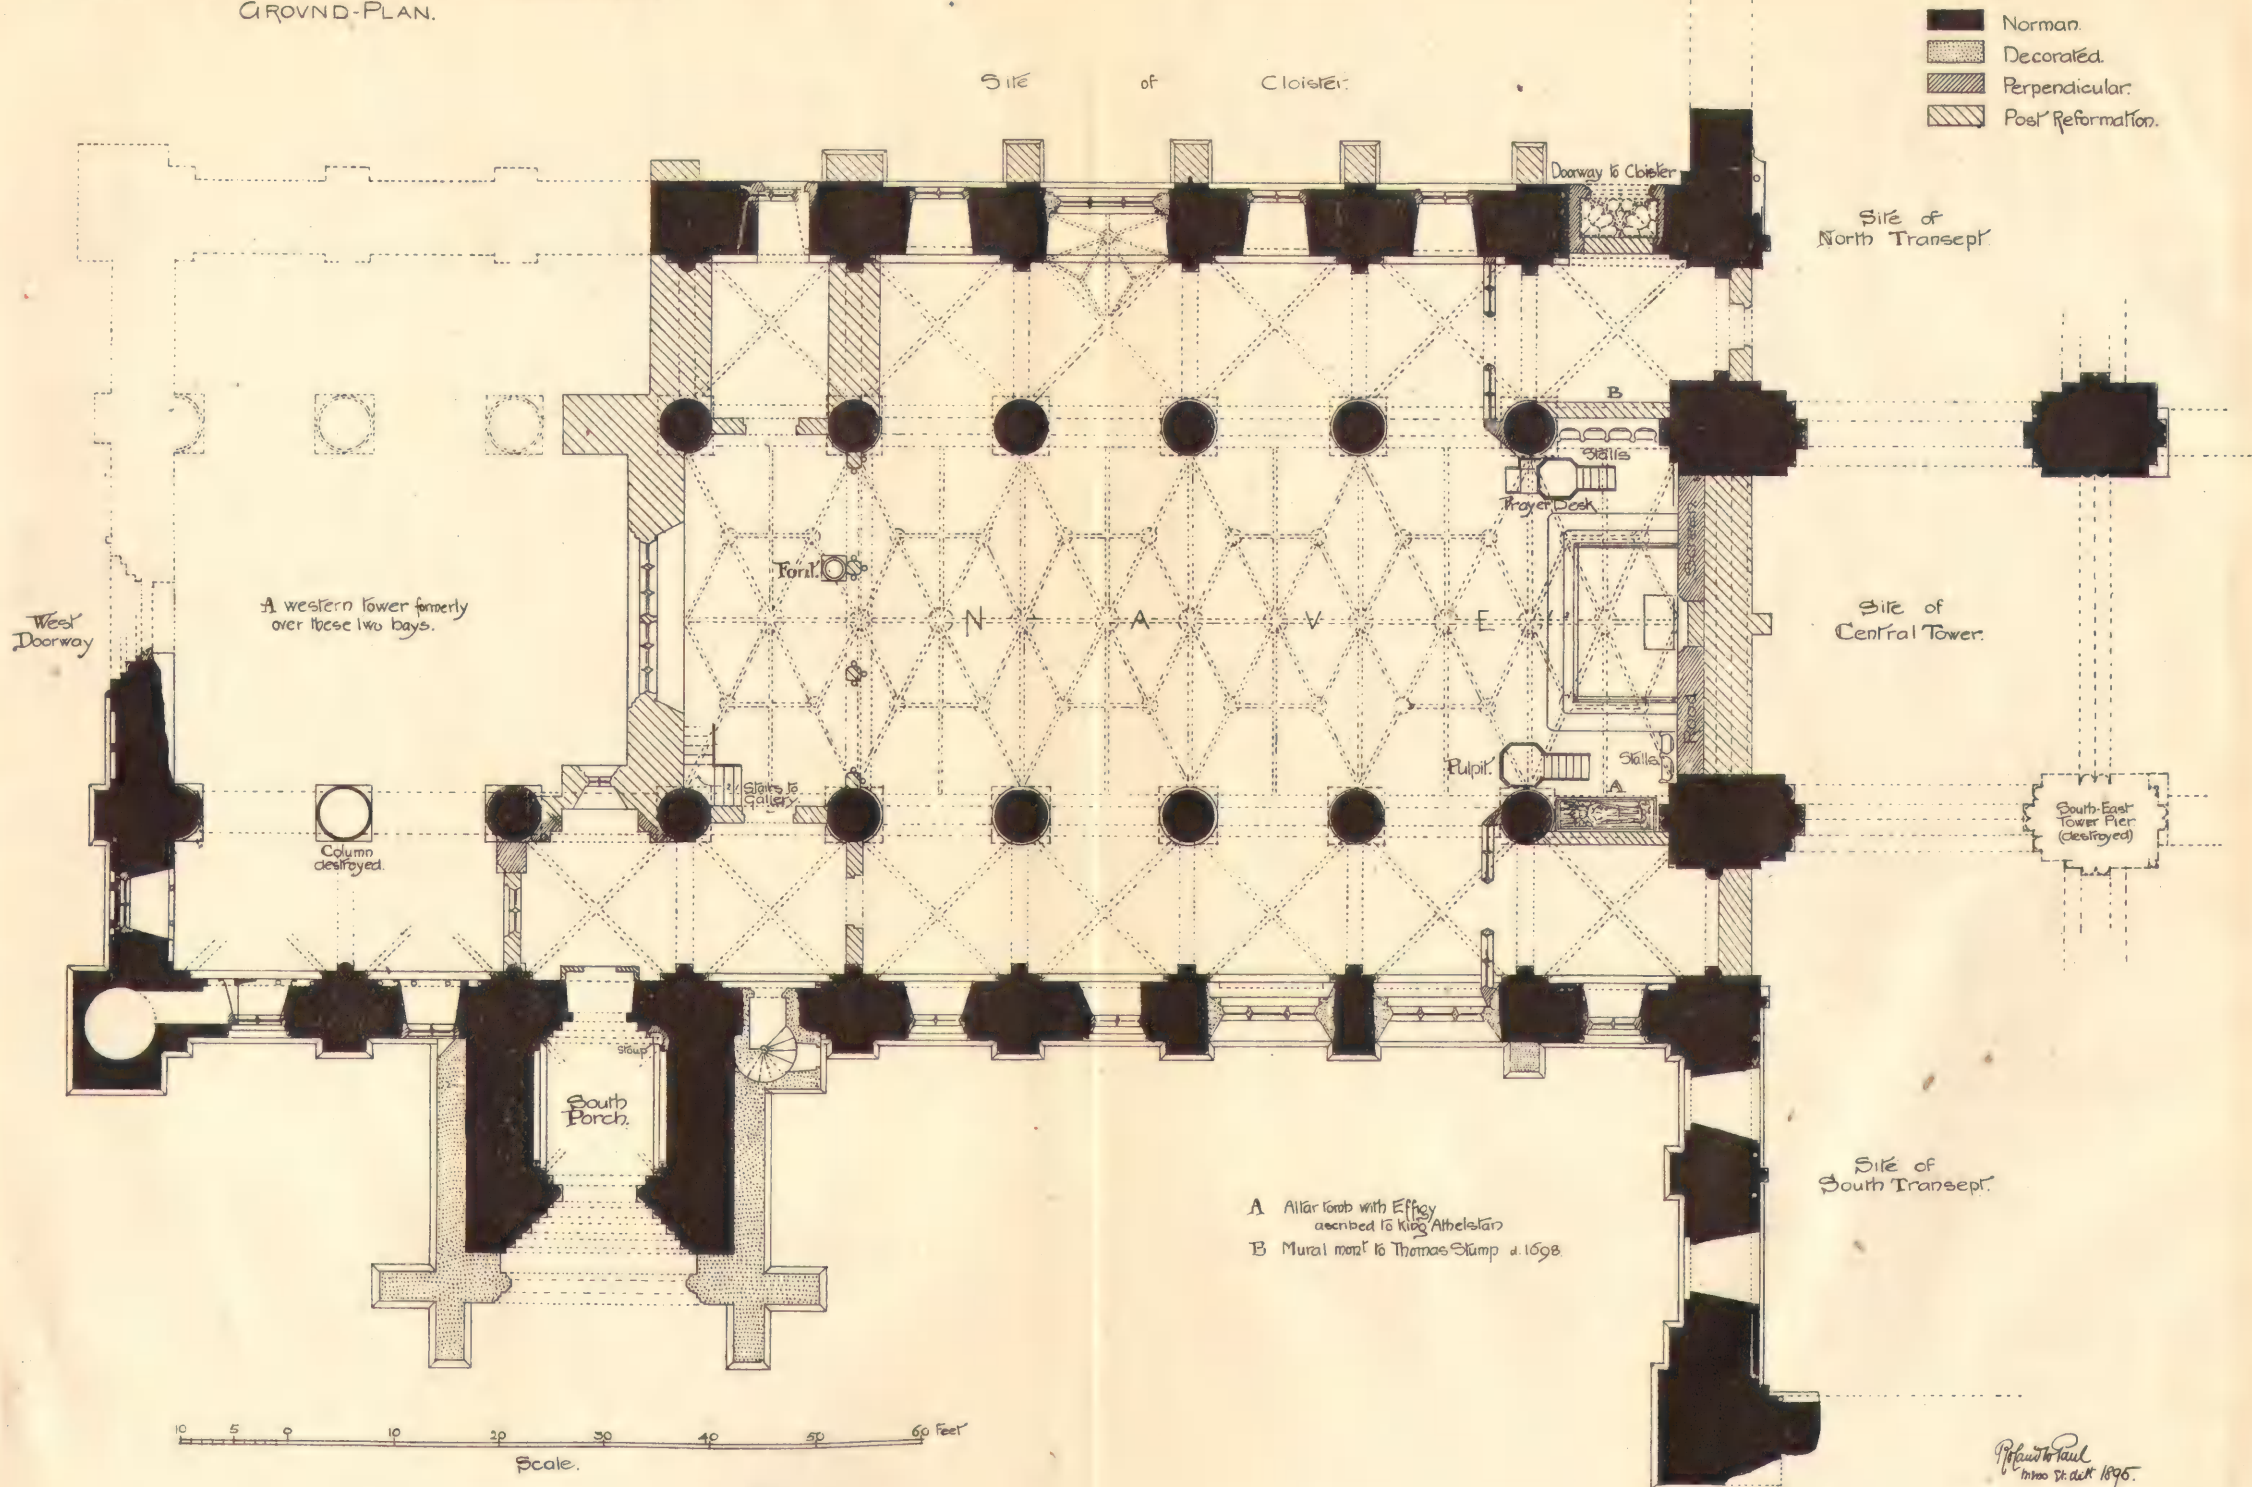 GROVND-PLAN.
Norman.
Decorated.
Perpendicular.
Post Reformation.
Site of Cloister.
Doorway to Cloister
Site of
North Transept.
B
Stalls
Prayer Desk
Screen
Font.
A western tower formerly
over these two bays.
West
Doorway
N A V E
Site of
Central Tower.
Rood
Pulpit.
Stalls
A
Stairs to
Gallery.
Column
destroyed.
South-East
Tower Pier
(destroyed)
Stoup
South
Porch.
Site of
South Transept.
A Altar tomb with Effigy
ascribed to King Athelstan
B Mural mont to Thomas Stump d. 1698
10 5 0 10 20 30 40 50 60 Feet
Scale.
Roland W Paul
1895.